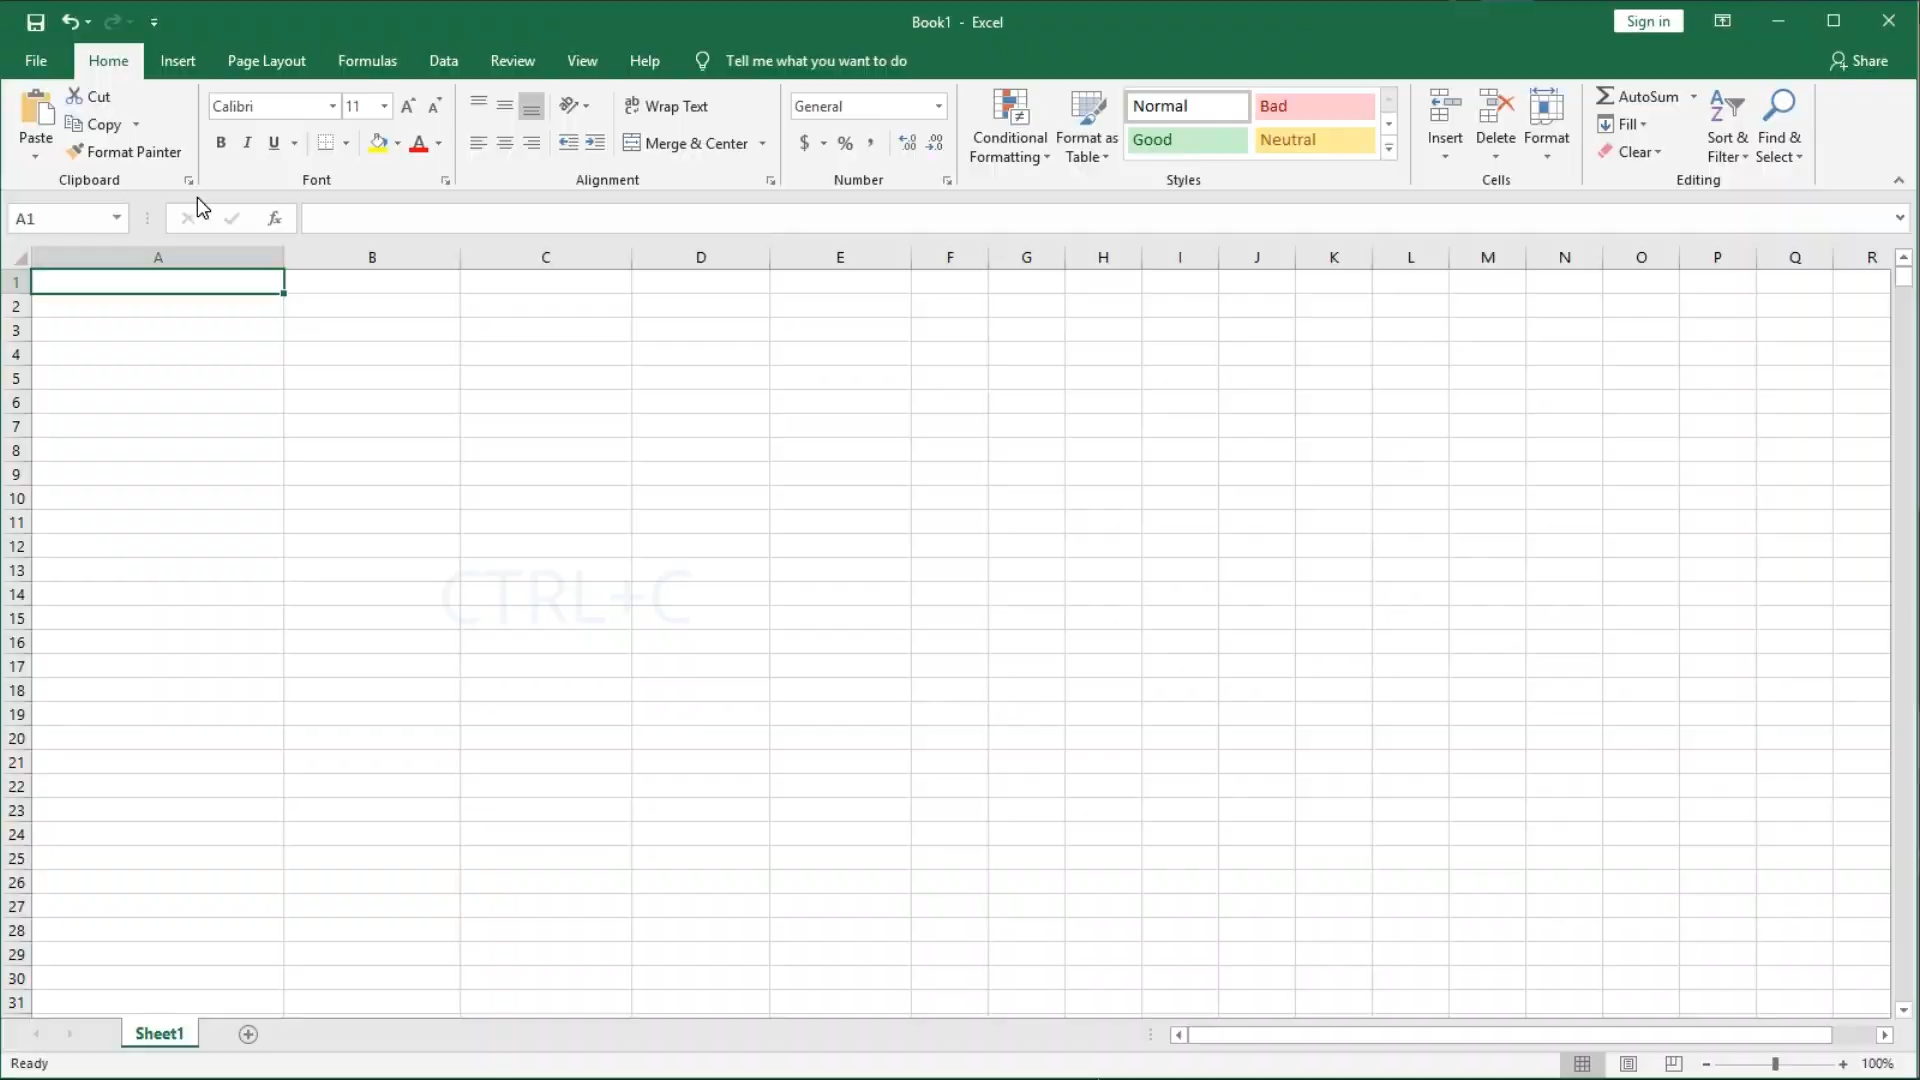 Book1 - Excel
Sign in
File Home Insert Page Layout Formulas Data Review View Help Tell me what you want to do Share
Paste
Cut
Copy
Format Painter
Clipboard
Calibri 11
B I U
Font
Wrap Text
Merge & Center
Alignment
General
$ % ,
Number
Conditional Formatting
Format as Table
Normal Bad
Good Neutral
Styles
Insert Delete Format
Cells
AutoSum
Fill
Clear
Sort & Filter
Find & Select
Editing
A1 fx
A B C D E F G H I J K L M N O P Q R
1
2
3
4
5
6
7
8
9
10
11
12
13
CTRL+C
14
15
16
17
18
19
20
21
22
23
24
25
26
27
28
29
30
31
Sheet1
Ready 100%